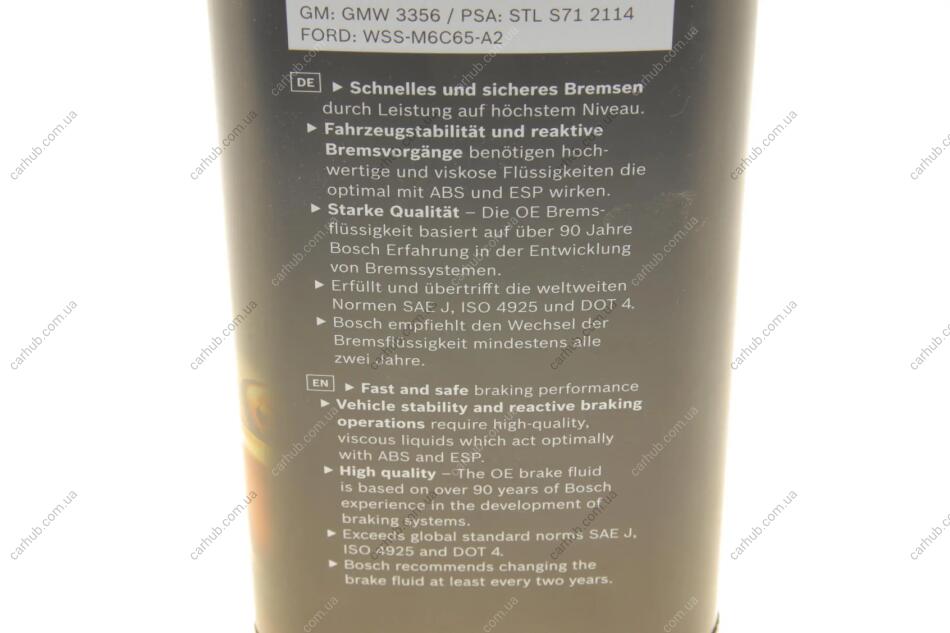 GM: GMW 3356 / PSA: STL S71 2114
FORD: WSS-M6C65-A2
DE ► Schnelles und sicheres Bremsen
durch Leistung auf höchstem Niveau.
► Fahrzeugstabilität und reaktive
Bremsvorgänge benötigen hoch-
wertige und viskose Flüssigkeiten die
optimal mit ABS und ESP wirken.
► Starke Qualität – Die OE Brems-
flüssigkeit basiert auf über 90 Jahre
Bosch Erfahrung in der Entwicklung
von Bremssystemen.
► Erfüllt und übertrifft die weltweiten
Normen SAE J, ISO 4925 und DOT 4.
► Bosch empfiehlt den Wechsel der
Bremsflüssigkeit mindestens alle
zwei Jahre.
EN ► Fast and safe braking performance
► Vehicle stability and reactive braking
operations require high-quality,
viscous liquids which act optimally
with ABS and ESP.
► High quality – The OE brake fluid
is based on over 90 years of Bosch
experience in the development of
braking systems.
► Exceeds global standard norms SAE J,
ISO 4925 and DOT 4.
► Bosch recommends changing the
brake fluid at least every two years.
carhub.com.ua